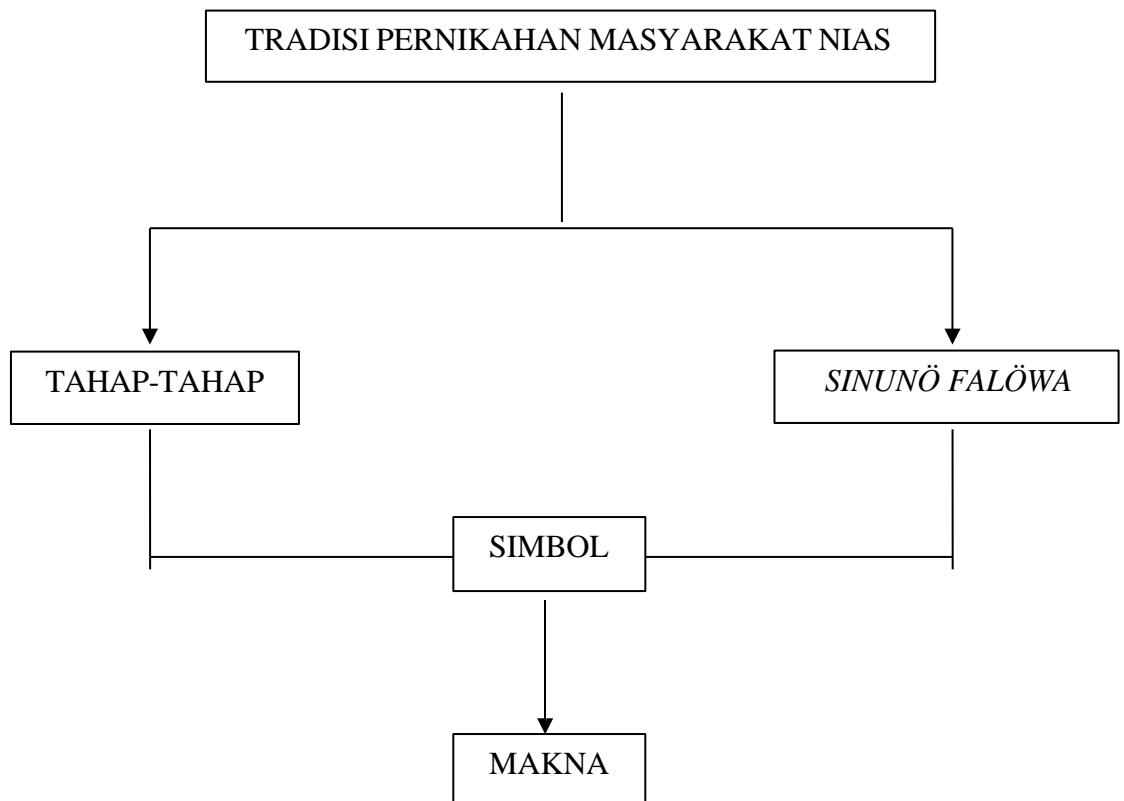 TRADISI PERNIKAHAN MASYARAKAT NIAS
TAHAP-TAHAP
SINUNÖ FALÖWA
SIMBOL
MAKNA